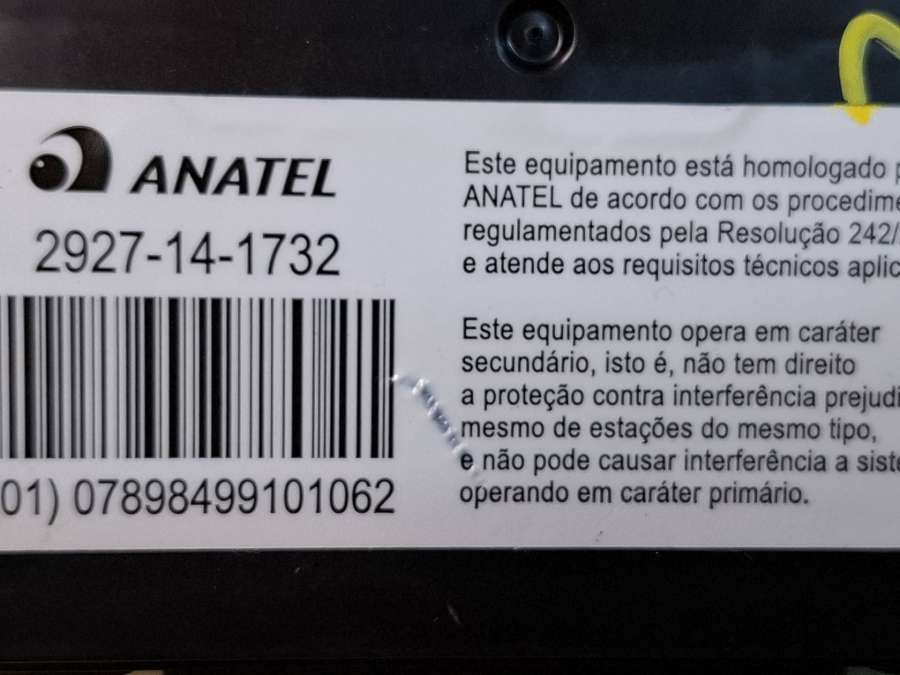 ANATEL
2927-14-1732
(01) 07898499101062
Este equipamento está homologado
ANATEL de acordo com os
regulamentados pela Resolução 242/
e atende aos requisitos técnicos
Este equipamento opera em caráter
secundário, isto é, não tem direito
a proteção contra interferência
mesmo de estações do mesmo tipo,
e não pode causar interferência a
operando em caráter primário.